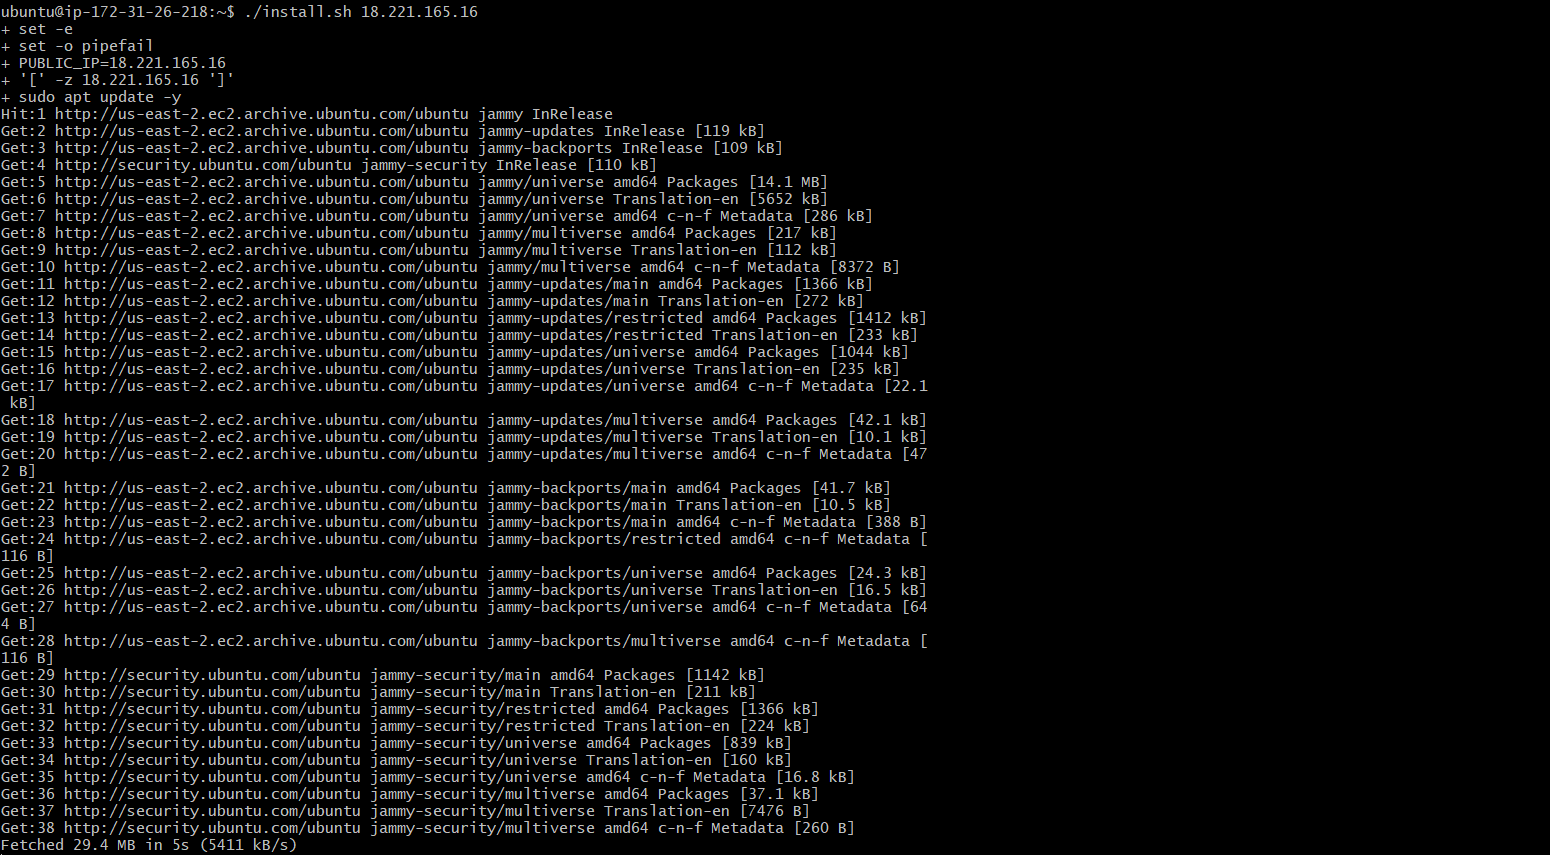 ubuntu@ip-172-31-26-218:~$ ./install.sh 18.221.165.16
+ set -e
+ set -o pipefail
+ PUBLIC_IP=18.221.165.16
+ '[' -z 18.221.165.16 ']'
+ sudo apt update -y
Hit:1 http://us-east-2.ec2.archive.ubuntu.com/ubuntu jammy InRelease
Get:2 http://us-east-2.ec2.archive.ubuntu.com/ubuntu jammy-updates InRelease [119 kB]
Get:3 http://us-east-2.ec2.archive.ubuntu.com/ubuntu jammy-backports InRelease [109 kB]
Get:4 http://security.ubuntu.com/ubuntu jammy-security InRelease [110 kB]
Get:5 http://us-east-2.ec2.archive.ubuntu.com/ubuntu jammy/universe amd64 Packages [14.1 MB]
Get:6 http://us-east-2.ec2.archive.ubuntu.com/ubuntu jammy/universe Translation-en [5652 kB]
Get:7 http://us-east-2.ec2.archive.ubuntu.com/ubuntu jammy/universe amd64 c-n-f Metadata [286 kB]
Get:8 http://us-east-2.ec2.archive.ubuntu.com/ubuntu jammy/multiverse amd64 Packages [217 kB]
Get:9 http://us-east-2.ec2.archive.ubuntu.com/ubuntu jammy/multiverse Translation-en [112 kB]
Get:10 http://us-east-2.ec2.archive.ubuntu.com/ubuntu jammy/multiverse amd64 c-n-f Metadata [8372 B]
Get:11 http://us-east-2.ec2.archive.ubuntu.com/ubuntu jammy-updates/main amd64 Packages [1366 kB]
Get:12 http://us-east-2.ec2.archive.ubuntu.com/ubuntu jammy-updates/main Translation-en [272 kB]
Get:13 http://us-east-2.ec2.archive.ubuntu.com/ubuntu jammy-updates/restricted amd64 Packages [1412 kB]
Get:14 http://us-east-2.ec2.archive.ubuntu.com/ubuntu jammy-updates/restricted Translation-en [233 kB]
Get:15 http://us-east-2.ec2.archive.ubuntu.com/ubuntu jammy-updates/universe amd64 Packages [1044 kB]
Get:16 http://us-east-2.ec2.archive.ubuntu.com/ubuntu jammy-updates/universe Translation-en [235 kB]
Get:17 http://us-east-2.ec2.archive.ubuntu.com/ubuntu jammy-updates/universe amd64 c-n-f Metadata [22.1
 kB]
Get:18 http://us-east-2.ec2.archive.ubuntu.com/ubuntu jammy-updates/multiverse amd64 Packages [42.1 kB]
Get:19 http://us-east-2.ec2.archive.ubuntu.com/ubuntu jammy-updates/multiverse Translation-en [10.1 kB]
Get:20 http://us-east-2.ec2.archive.ubuntu.com/ubuntu jammy-updates/multiverse amd64 c-n-f Metadata [47
2 B]
Get:21 http://us-east-2.ec2.archive.ubuntu.com/ubuntu jammy-backports/main amd64 Packages [41.7 kB]
Get:22 http://us-east-2.ec2.archive.ubuntu.com/ubuntu jammy-backports/main Translation-en [10.5 kB]
Get:23 http://us-east-2.ec2.archive.ubuntu.com/ubuntu jammy-backports/main amd64 c-n-f Metadata [388 B]
Get:24 http://us-east-2.ec2.archive.ubuntu.com/ubuntu jammy-backports/restricted amd64 c-n-f Metadata [
116 B]
Get:25 http://us-east-2.ec2.archive.ubuntu.com/ubuntu jammy-backports/universe amd64 Packages [24.3 kB]
Get:26 http://us-east-2.ec2.archive.ubuntu.com/ubuntu jammy-backports/universe Translation-en [16.5 kB]
Get:27 http://us-east-2.ec2.archive.ubuntu.com/ubuntu jammy-backports/universe amd64 c-n-f Metadata [64
4 B]
Get:28 http://us-east-2.ec2.archive.ubuntu.com/ubuntu jammy-backports/multiverse amd64 c-n-f Metadata [
116 B]
Get:29 http://security.ubuntu.com/ubuntu jammy-security/main amd64 Packages [1142 kB]
Get:30 http://security.ubuntu.com/ubuntu jammy-security/main Translation-en [211 kB]
Get:31 http://security.ubuntu.com/ubuntu jammy-security/restricted amd64 Packages [1366 kB]
Get:32 http://security.ubuntu.com/ubuntu jammy-security/restricted Translation-en [224 kB]
Get:33 http://security.ubuntu.com/ubuntu jammy-security/universe amd64 Packages [839 kB]
Get:34 http://security.ubuntu.com/ubuntu jammy-security/universe Translation-en [160 kB]
Get:35 http://security.ubuntu.com/ubuntu jammy-security/universe amd64 c-n-f Metadata [16.8 kB]
Get:36 http://security.ubuntu.com/ubuntu jammy-security/multiverse amd64 Packages [37.1 kB]
Get:37 http://security.ubuntu.com/ubuntu jammy-security/multiverse Translation-en [7476 B]
Get:38 http://security.ubuntu.com/ubuntu jammy-security/multiverse amd64 c-n-f Metadata [260 B]
Fetched 29.4 MB in 5s (5411 kB/s)